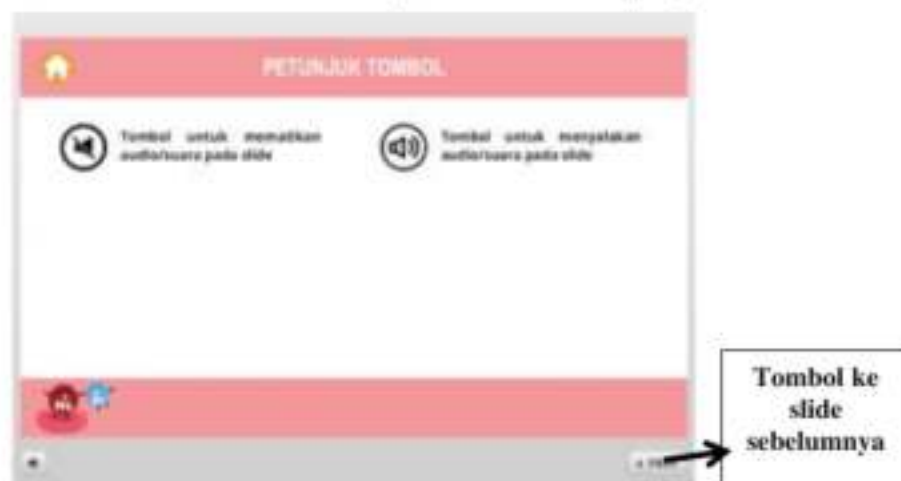 PETUNJUK TOMBOL
Tombol untuk mematikan
audio/suara pada slide
Tombol untuk menyalakan
audio/suara pada slide
Tombol ke
slide
sebelumnya